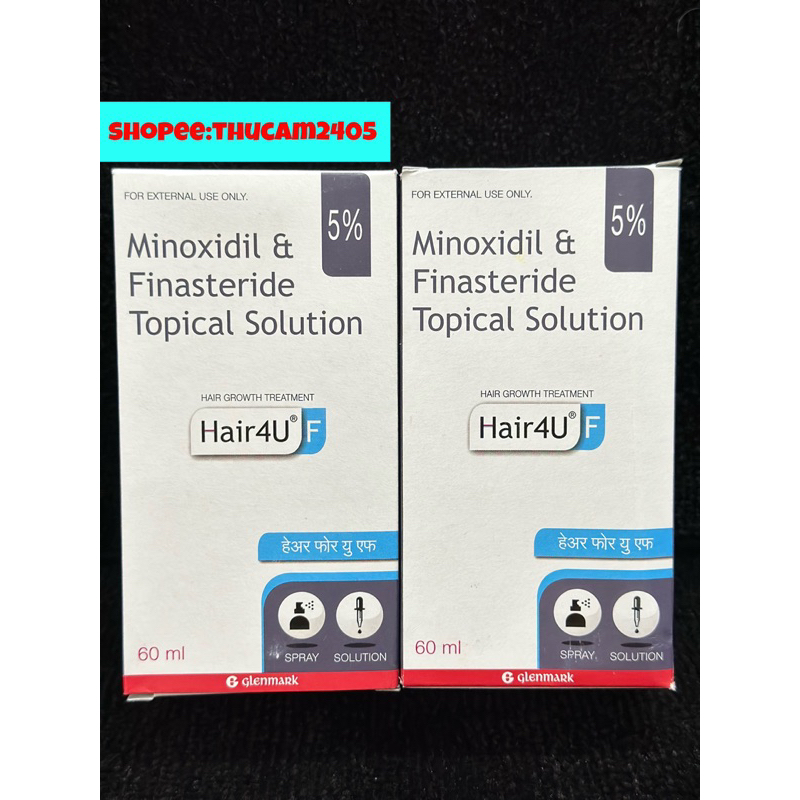 SHOPEE:THUCAM2405
FOR EXTERNAL USE ONLY.
5%
Minoxidil &
Finasteride
Topical Solution
HAIR GROWTH TREATMENT
Hair4U® F
हेअर फोर यु एफ
60 ml
SPRAY
SOLUTION
Glenmark
FOR EXTERNAL USE ONLY.
5%
Minoxidil &
Finasteride
Topical Solution
HAIR GROWTH TREATMENT
Hair4U® F
हेअर फोर यु एफ
60 ml
SPRAY
SOLUTION
Glenmark